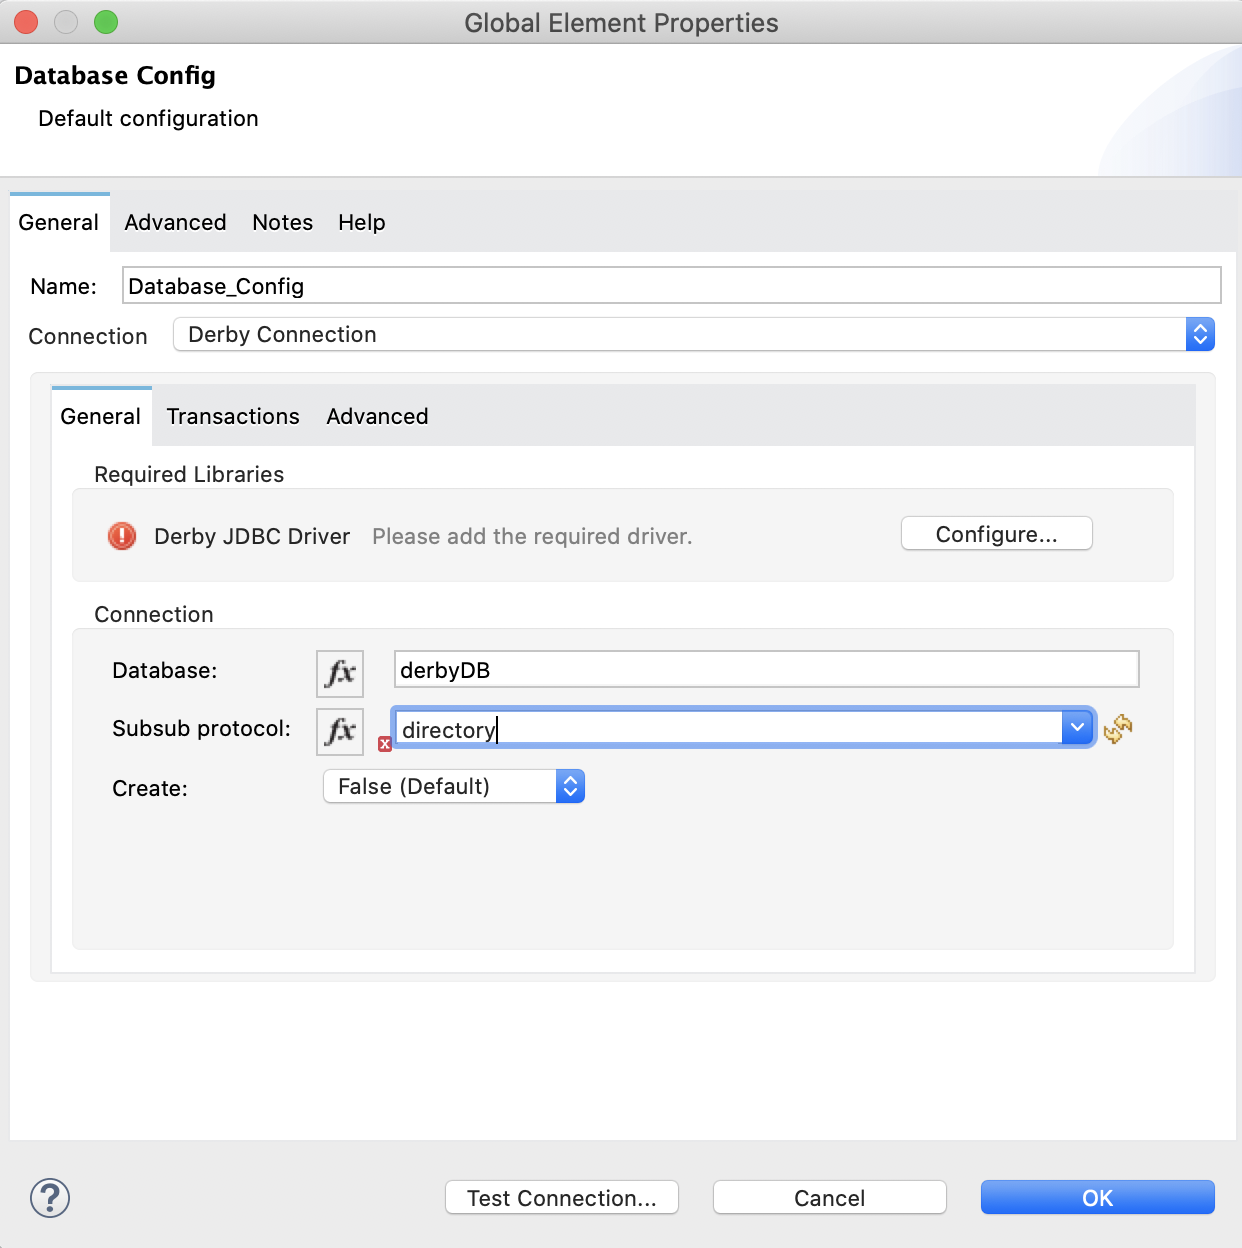 Global Element Properties
Database Config
Default configuration
General Advanced Notes Help
Name: Database_Config
Connection Derby Connection
General Transactions Advanced
Required Libraries
! Derby JDBC Driver Please add the required driver. Configure...
Connection
Database: fx derbyDB
Subsub protocol: fx x directory
Create: False (Default)
? Test Connection... Cancel OK